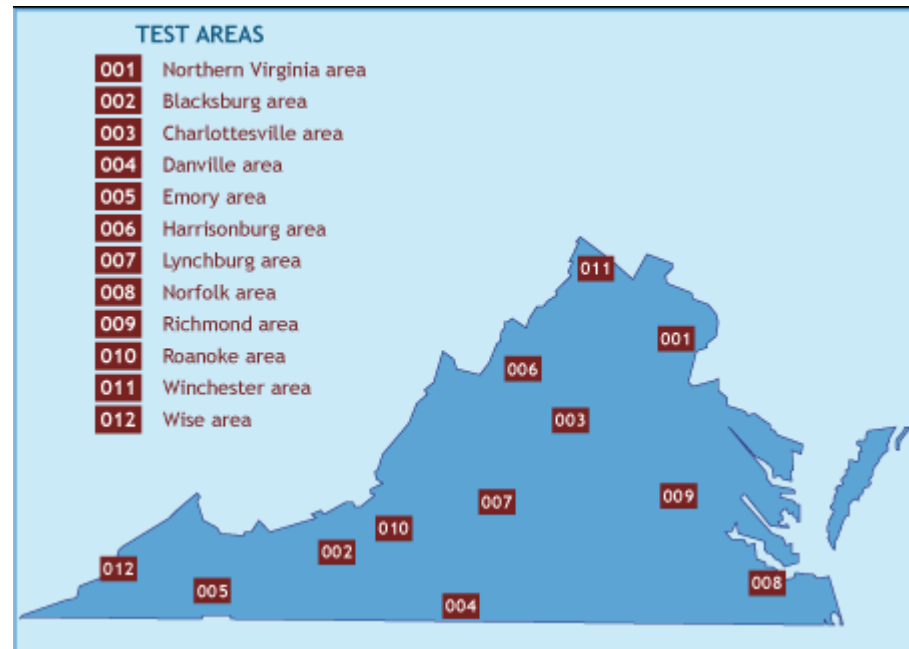 TEST AREAS
001 Northern Virginia area
002 Blacksburg area
003 Charlottesville area
004 Danville area
005 Emory area
006 Harrisonburg area
007 Lynchburg area
008 Norfolk area
009 Richmond area
010 Roanoke area
011 Winchester area
012 Wise area
011
001
006
003
007
009
010
002
012
005
004
008